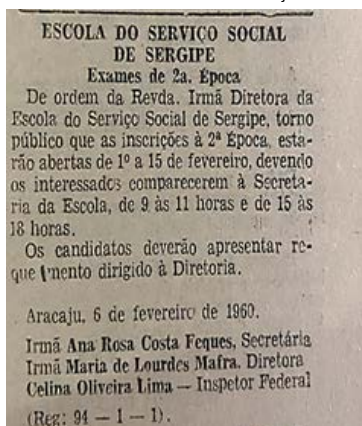 ESCOLA DO SERVIÇO SOCIAL
DE SERGIPE
Exames de 2a. Época
De ordem da Revda. Irmã Diretora da
Escola do Serviço Social de Sergipe, torno
público que as inscrições à 2ª Época, esta-
rão abertas de 1º a 15 de fevereiro, devendo
os interessados comparecerem à Secreta-
ria da Escola, de 9 às 11 horas e de 15 às
18 horas.
Os candidatos deverão apresentar re-
que mento dirigido à Diretoria.
Aracaju, 6 de fevereiro de 1960.
Irmã Ana Rosa Costa Feques, Secretária
Irmã Maria de Lourdes Mafra. Diretora
Celina Oliveira Lima — Inspetor Federal
(Reg: 94 — 1 — 1).